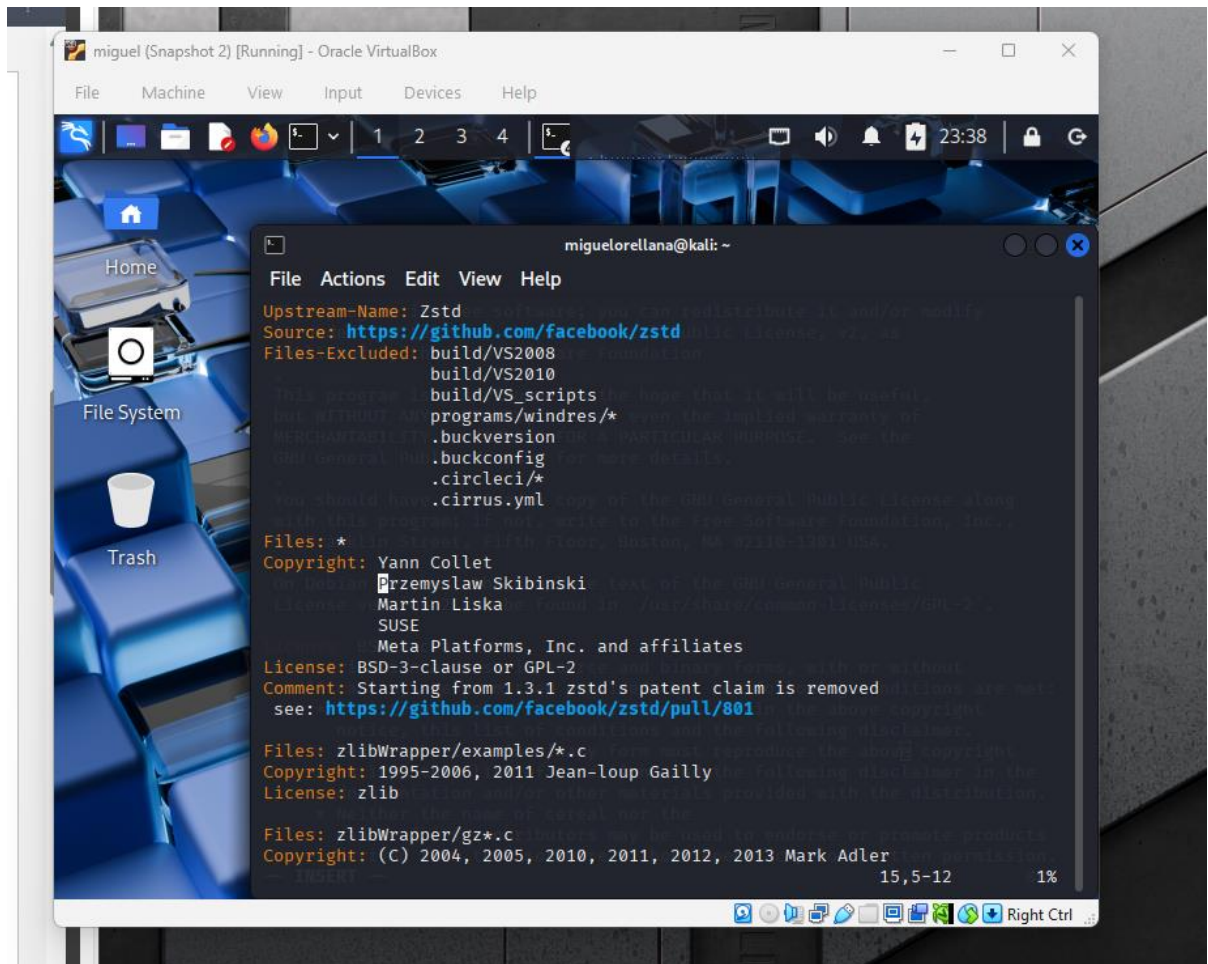 miguel (Snapshot 2) [Running] - Oracle VirtualBox
File Machine View Input Devices Help
1 2 3 4 23:38
Home
File System
Trash
miguelorellana@kali: ~
File Actions Edit View Help
Upstream-Name: Zstd
Source: https://github.com/facebook/zstd
Files-Excluded: build/VS2008
build/VS2010
build/VS_scripts
programs/windres/*
.buckversion
.buckconfig
.circleci/*
.cirrus.yml
Files: *
Copyright: Yann Collet
Przemyslaw Skibinski
Martin Liska
SUSE
Meta Platforms, Inc. and affiliates
License: BSD-3-clause or GPL-2
Comment: Starting from 1.3.1 zstd's patent claim is removed
see: https://github.com/facebook/zstd/pull/801
Files: zlibWrapper/examples/*.c
Copyright: 1995-2006, 2011 Jean-loup Gailly
License: zlib
Files: zlibWrapper/gz*.c
Copyright: (C) 2004, 2005, 2010, 2011, 2012, 2013 Mark Adler
-- INSERT --
15,5-12 1%
Right Ctrl